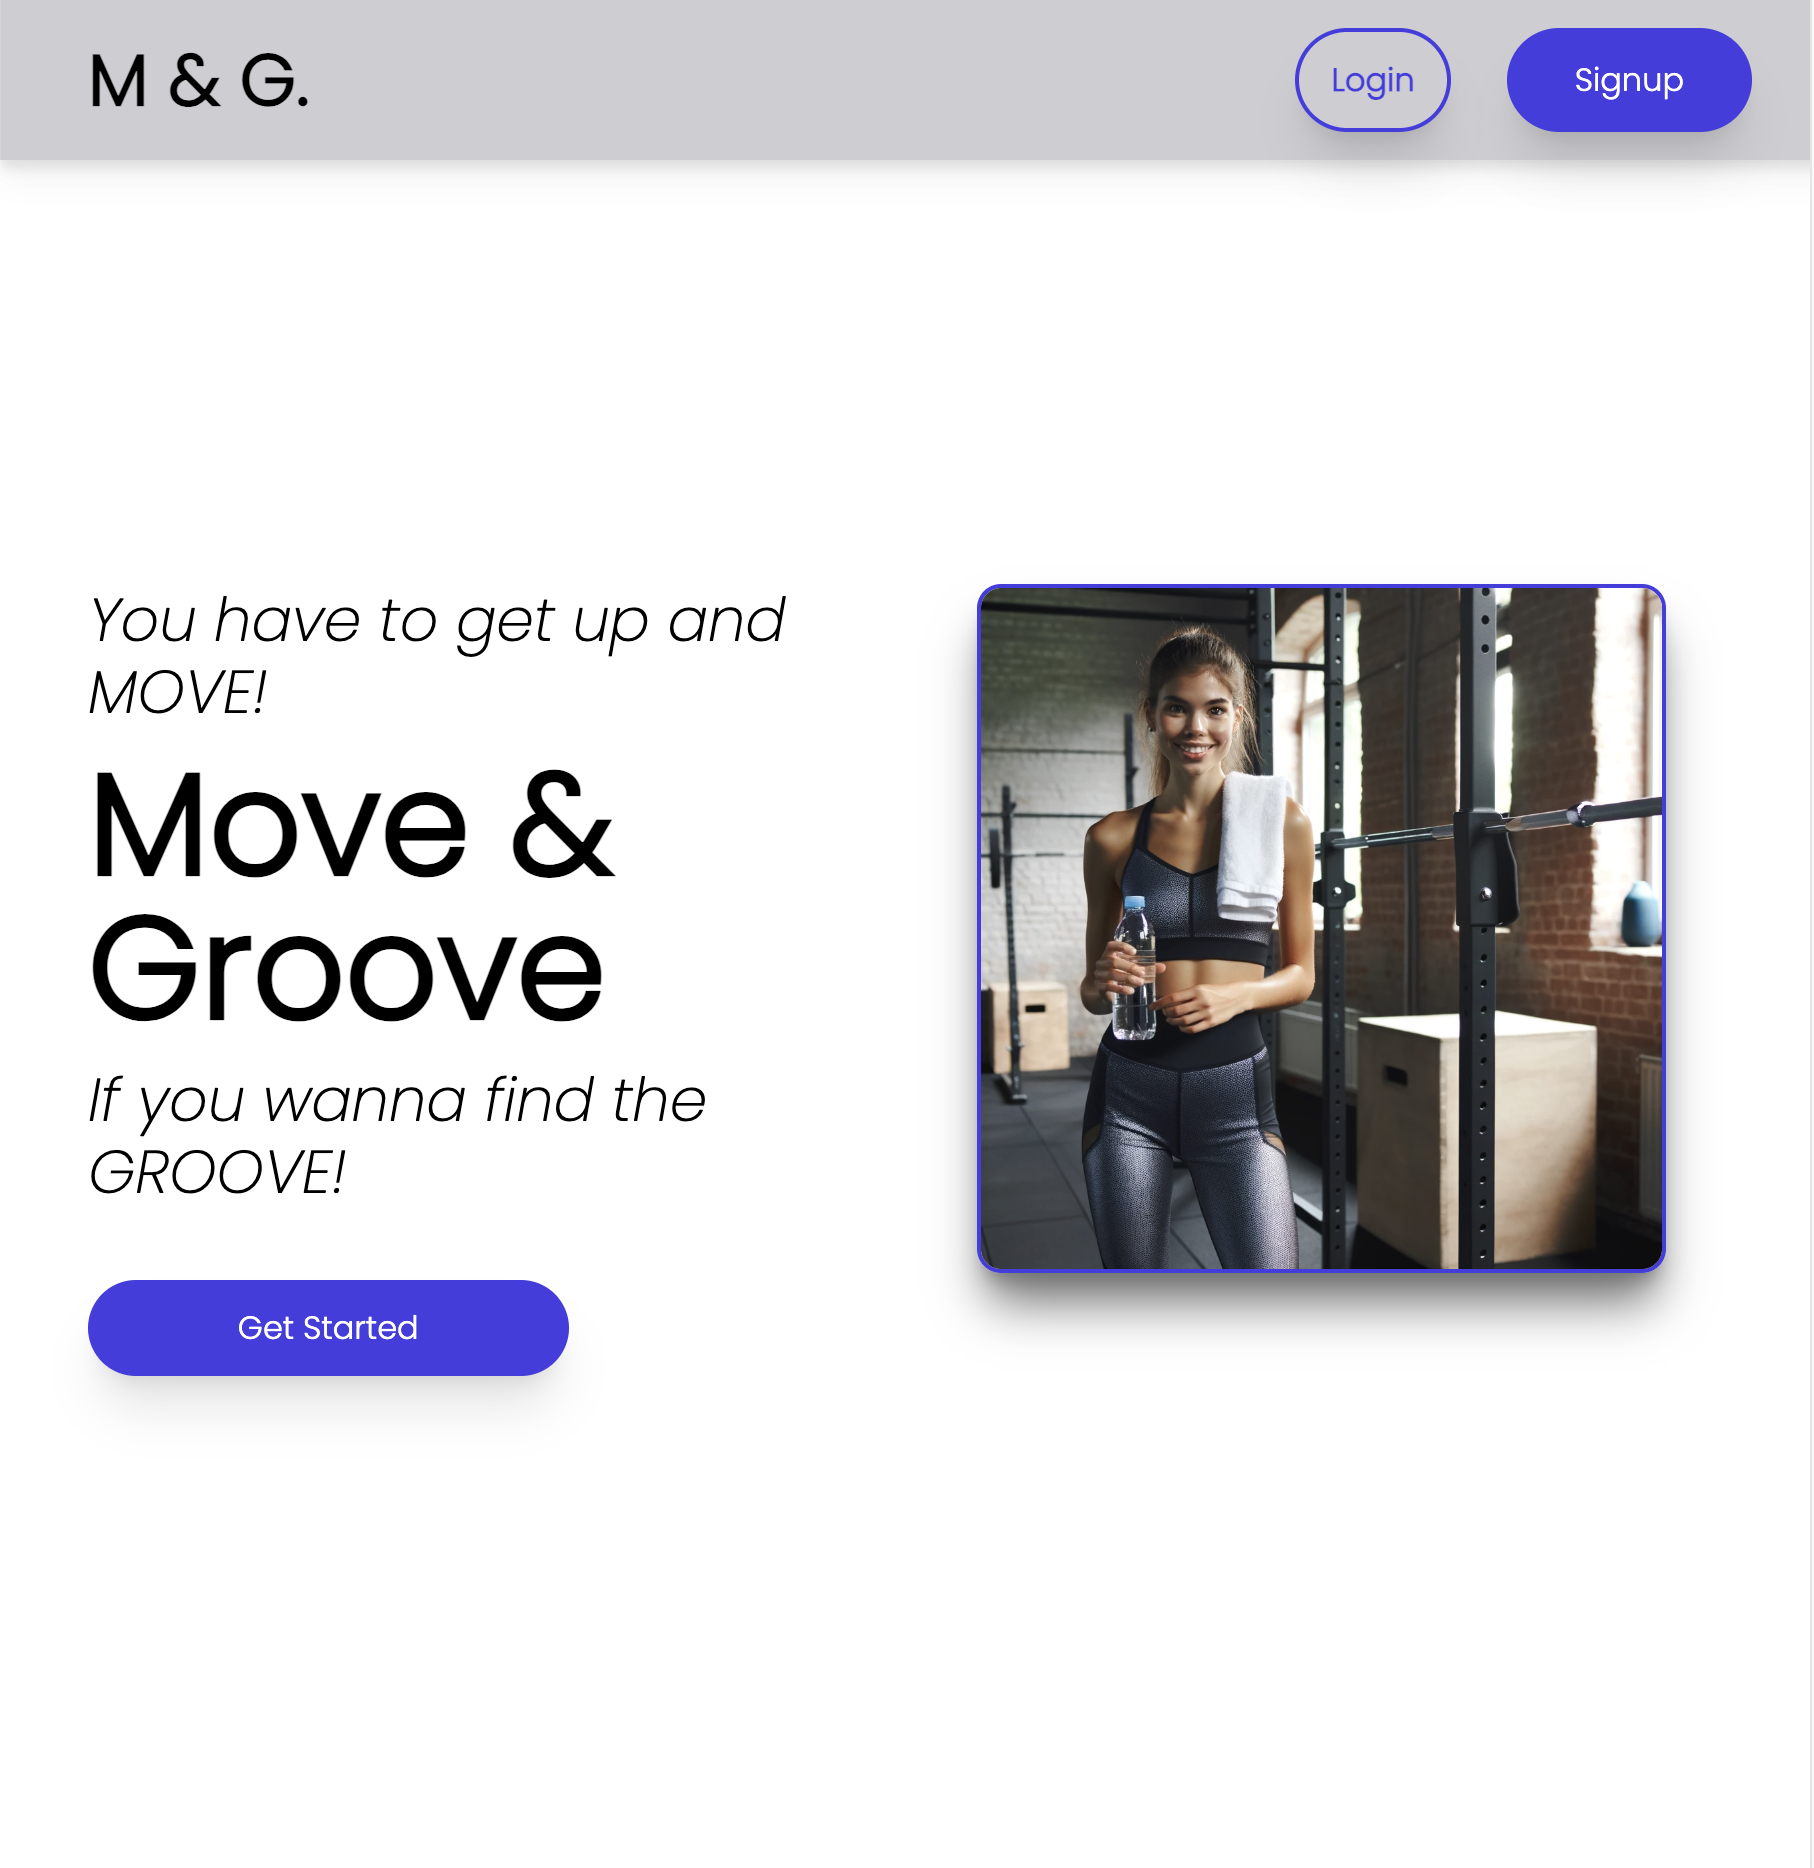 M & G.
Login
Signup
You have to get up and
MOVE!
Move &
Groove
If you wanna find the
GROOVE!
Get Started